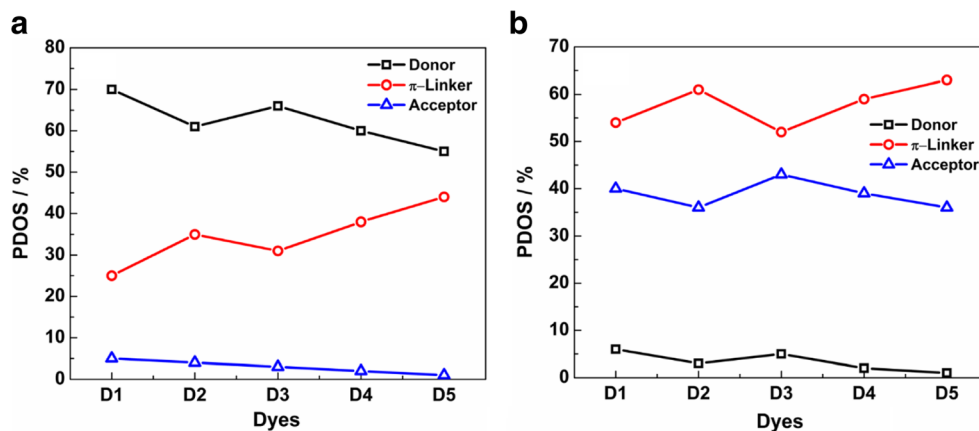 a
80
70
60
50
40
30
20
10
0
PDOS / %
Donor
π–Linker
Acceptor
D1 D2 D3 D4 D5
Dyes
b
70
60
50
40
30
20
10
0
PDOS / %
Donor
π–Linker
Acceptor
D1 D2 D3 D4 D5
Dyes